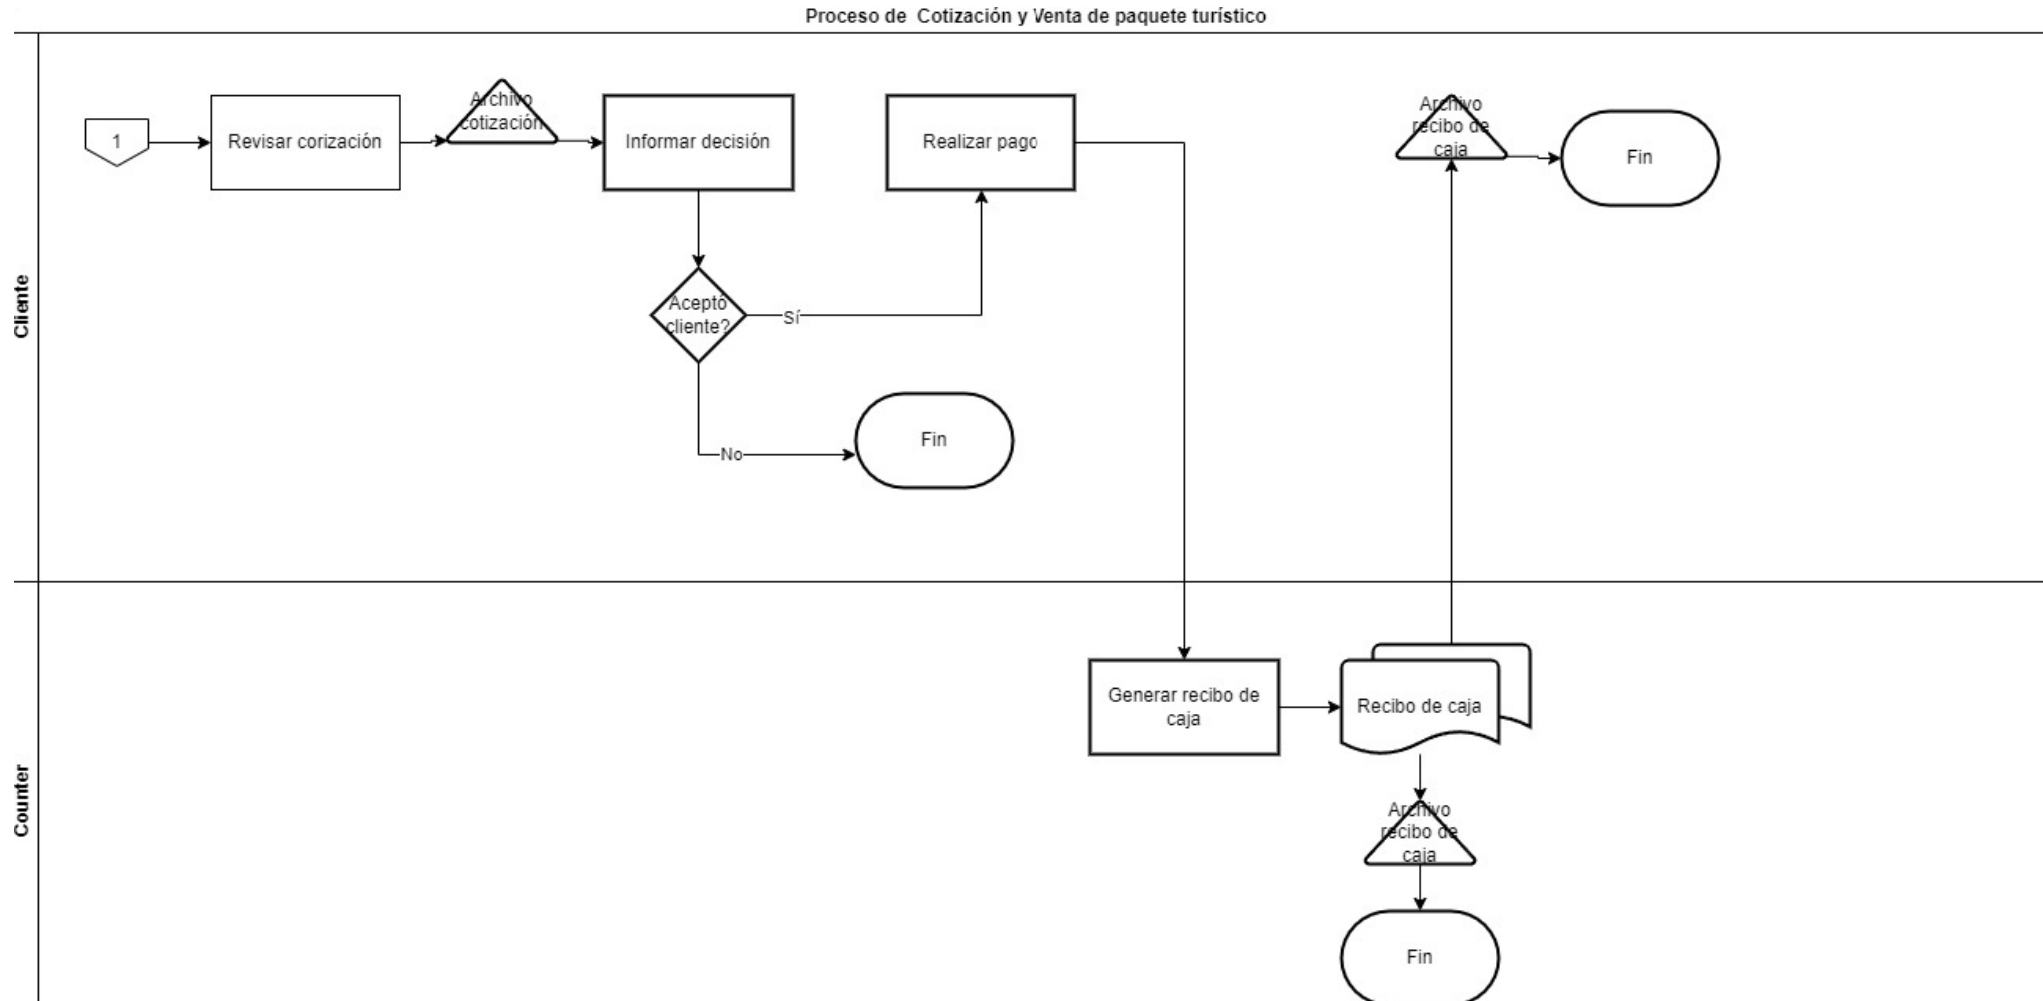 Proceso de Cotización y Venta de paquete turístico
Cliente
1
Revisar corización
Archivo
cotización
Informar decisión
Realizar pago
Archivo
recibo de
caja
Fin
Aceptó
cliente?
Sí
No
Fin
Counter
Generar recibo de
caja
Recibo de caja
Archivo
recibo de
caja
Fin